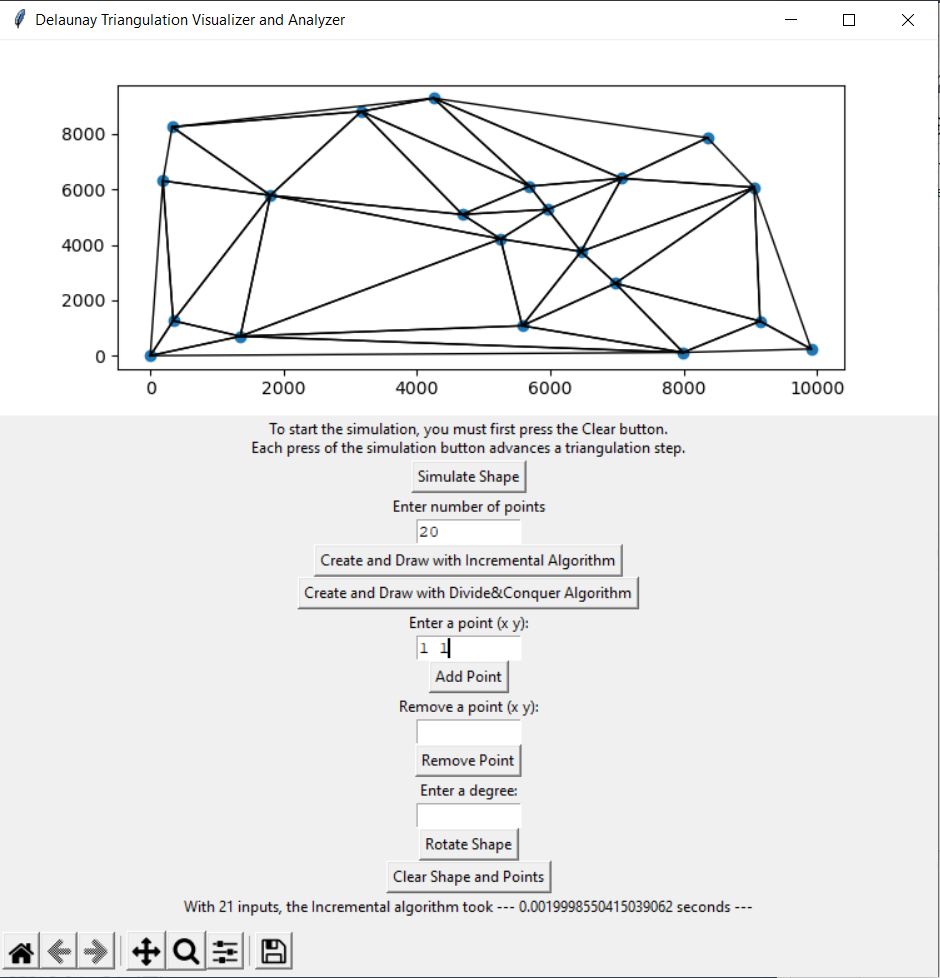 Delaunay Triangulation Visualizer and Analyzer
8000
6000
4000
2000
0
0 2000 4000 6000 8000 10000
To start the simulation, you must first press the Clear button.
Each press of the simulation button advances a triangulation step.
Simulate Shape
Enter number of points
20
Create and Draw with Incremental Algorithm
Create and Draw with Divide&Conquer Algorithm
Enter a point (x y):
1 1
Add Point
Remove a point (x y):
Remove Point
Enter a degree:
Rotate Shape
Clear Shape and Points
With 21 inputs, the Incremental algorithm took --- 0.0019998550415039062 seconds ---